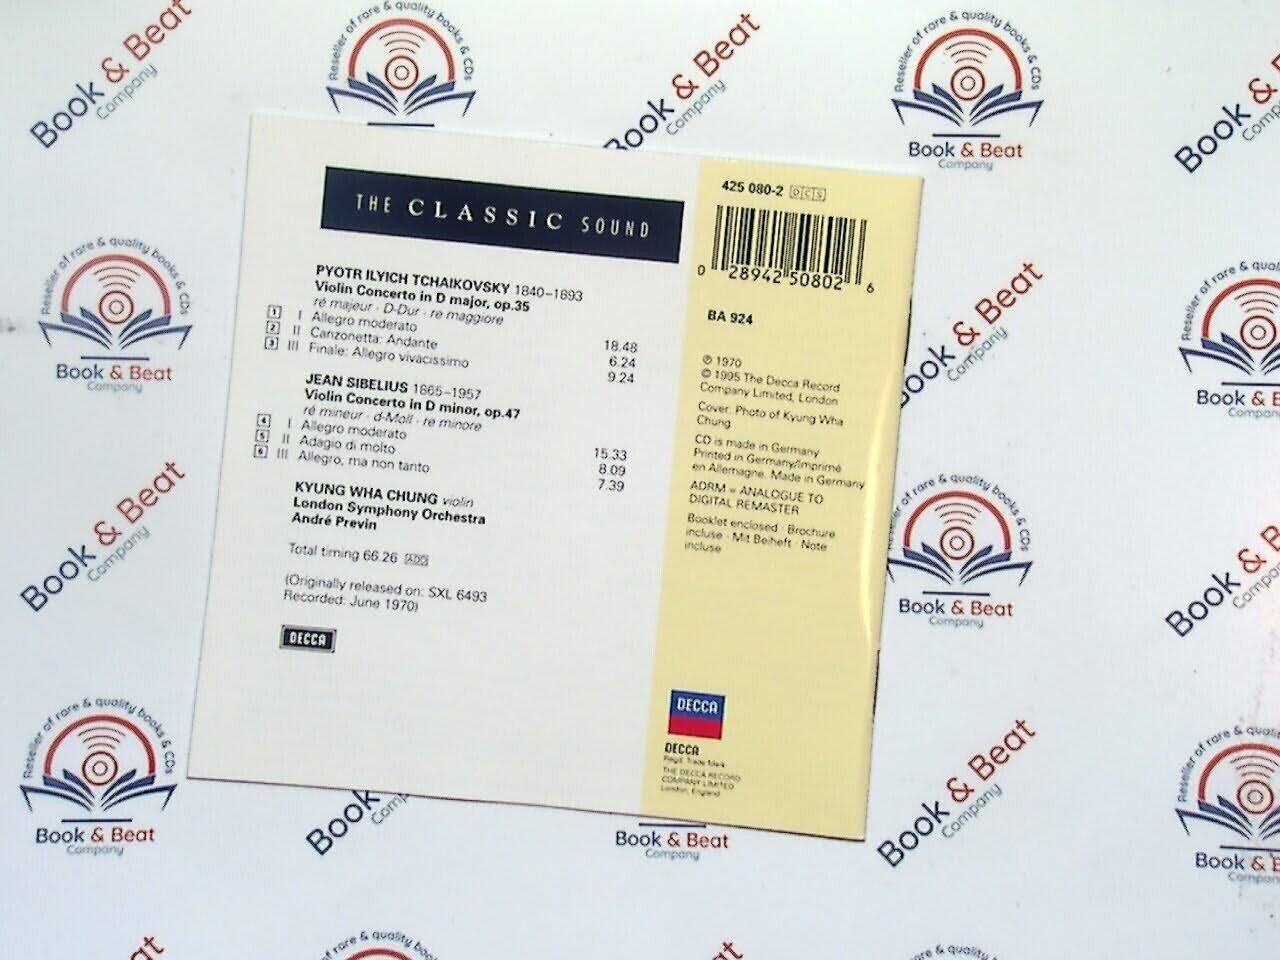 THE CLASSIC SOUND
PYOTR ILYICH TCHAIKOVSKY 1840–1893
Violin Concerto in D major, op.35
ré majeur · D-Dur · re maggiore
1 I Allegro moderato 18.48
2 II Canzonetta: Andante 6.24
3 III Finale: Allegro vivacissimo 9.24
JEAN SIBELIUS 1865–1957
Violin Concerto in D minor, op.47
ré mineur · d-Moll · re minore
4 I Allegro moderato 15.33
5 II Adagio di molto 8.09
6 III Allegro, ma non tanto 7.39
KYUNG WHA CHUNG violin
London Symphony Orchestra
André Previn
Total timing 66.26 ADD
(Originally released on: SXL 6493
Recorded: June 1970)
DECCA
425 080-2 DCS
0 28942 50802 6
BA 924
℗ 1970
© 1995 The Decca Record
Company Limited, London
Cover: Photo of Kyung Wha
Chung
CD is made in Germany
Printed in Germany/Imprimé
en Allemagne. Made in Germany
ADRM = ANALOGUE TO
DIGITAL REMASTER
Booklet enclosed · Brochure
incluse · Mit Beiheft · Note
incluse
DECCA
DECCA
Regd. Trade Mark
THE DECCA RECORD
COMPANY LIMITED
London, England
Reseller of rare & quality books & CDs
Book & Beat
Company